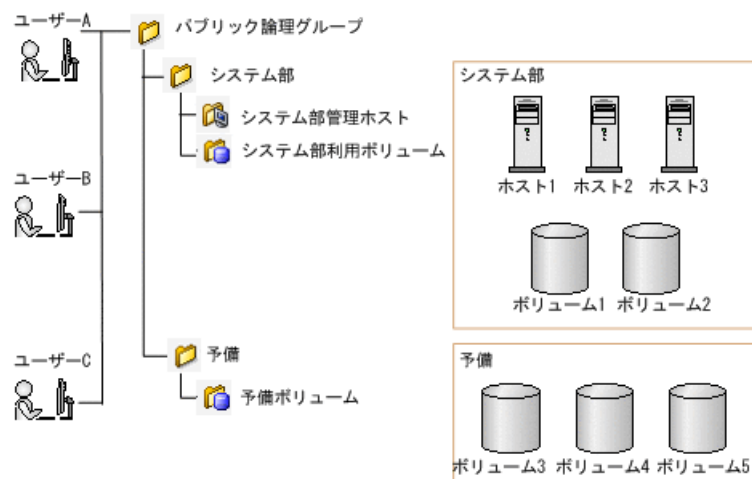 ユーザーA
パブリック論理グループ
システム部
システム部管理ホスト
システム部利用ボリューム
ユーザーB
ユーザーC
予備
予備ボリューム
システム部
ホスト1 ホスト2 ホスト3
ボリューム1 ボリューム2
予備
ボリューム3 ボリューム4 ボリューム5